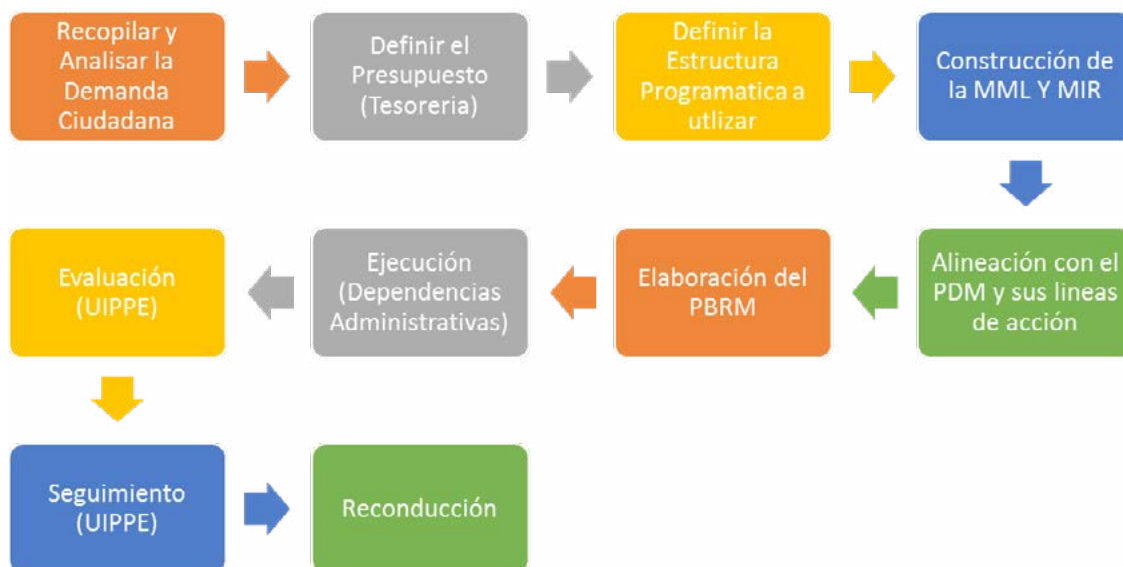 Recopilar y
Analisar la
Demanda
Ciudadana
Definir el
Presupuesto
(Tesoreria)
Definir la
Estructura
Programatica a
utlizar
Construcción de
la MML Y MIR
Alineación con el
PDM y sus lineas
de acción
Elaboración del
PBRM
Ejecución
(Dependencias
Administrativas)
Evaluación
(UIPPE)
Seguimiento
(UIPPE)
Reconducción